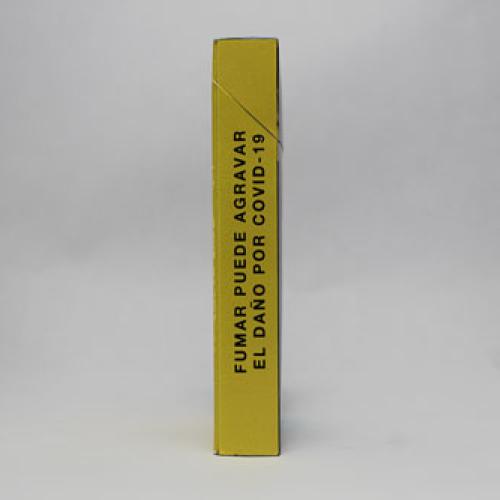 FUMAR PUEDE AGRAVAR
EL DAÑO POR COVID-19